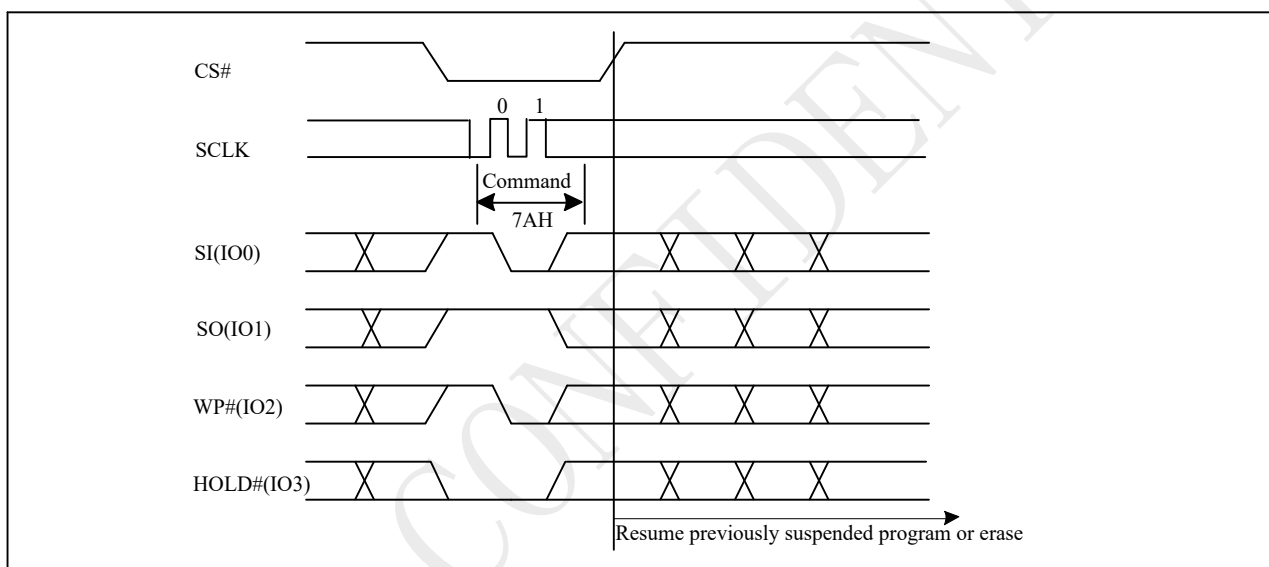 CS#
0 1
SCLK
Command
7AH
SI(IO0)
SO(IO1)
WP#(IO2)
HOLD#(IO3)
Resume previously suspended program or erase
CONFIDENT